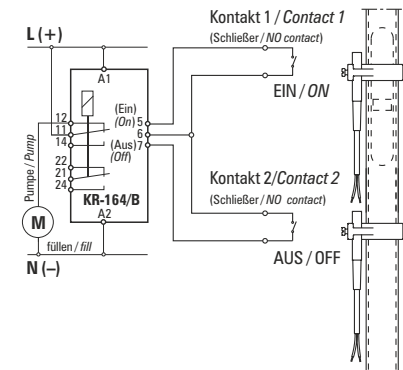 Kontakt 1 / Contact 1
(Schließer / NO contact)
EIN / ON
L (+)
A1
12
11
14
22
21
24
(Ein)
(On)
5
6
(Aus)
(Off)
7
KR-164/B
A2
Pumpe / Pump
M
füllen / fill
N (–)
Kontakt 2/Contact 2
(Schließer / NO contact)
AUS / OFF